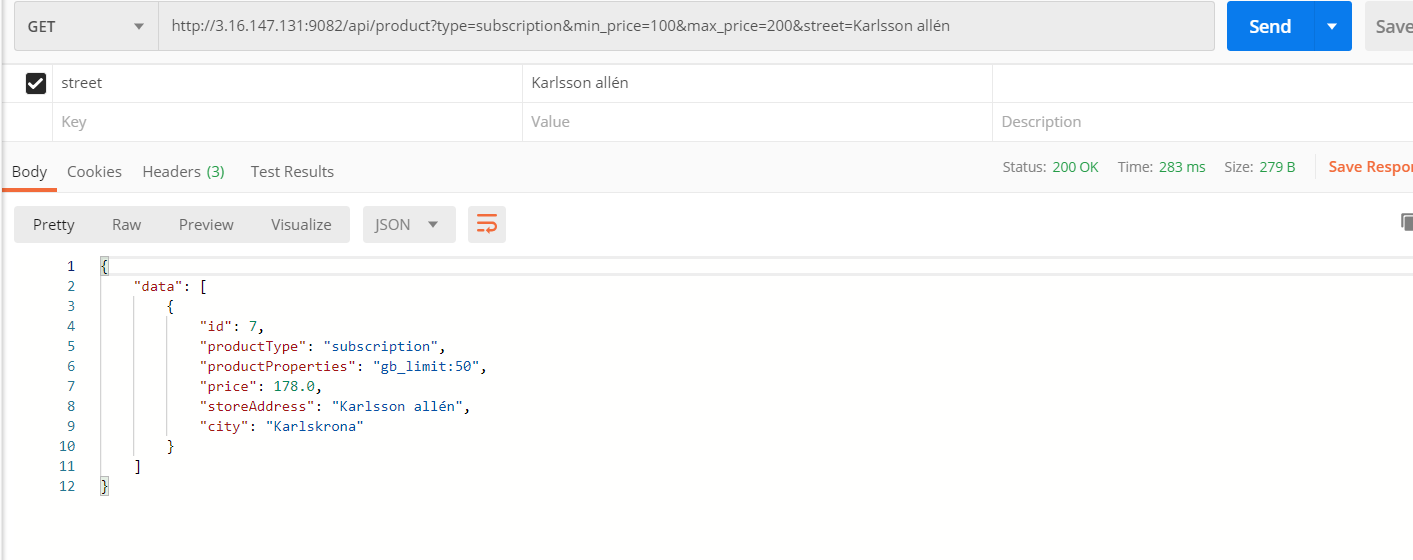 GET http://3.16.147.131:9082/api/product?type=subscription&min_price=100&max_price=200&street=Karlsson allén Send Save
street Karlsson allén
Key Value Description
Body Cookies Headers (3) Test Results Status: 200 OK Time: 283 ms Size: 279 B Save Respon
Pretty Raw Preview Visualize JSON
1 {
2 "data": [
3 {
4 "id": 7,
5 "productType": "subscription",
6 "productProperties": "gb_limit:50",
7 "price": 178.0,
8 "storeAddress": "Karlsson allén",
9 "city": "Karlskrona"
10 }
11 ]
12 }